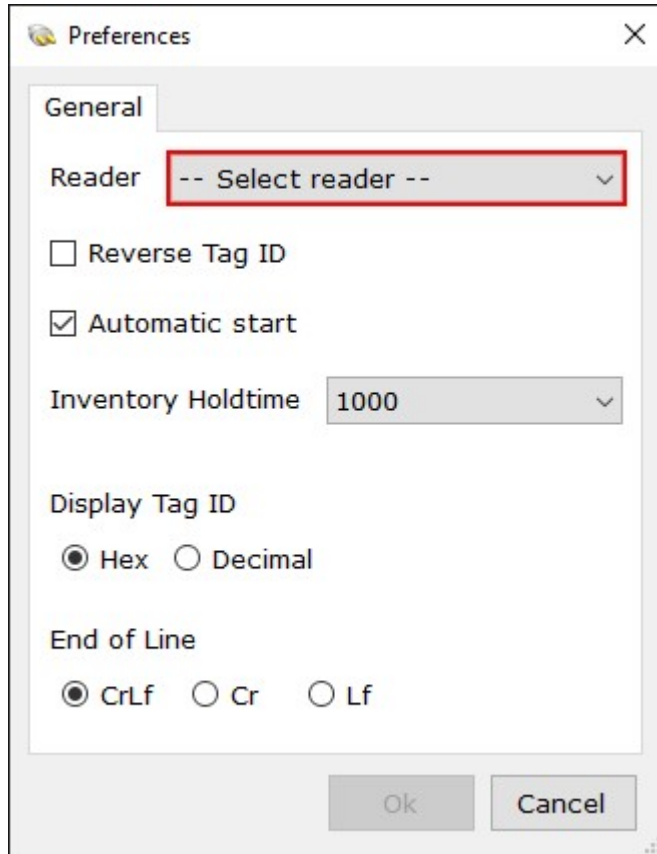 Preferences
General
Reader -- Select reader --
Reverse Tag ID
Automatic start
Inventory Holdtime 1000
Display Tag ID
Hex Decimal
End of Line
CrLf Cr Lf
Ok Cancel